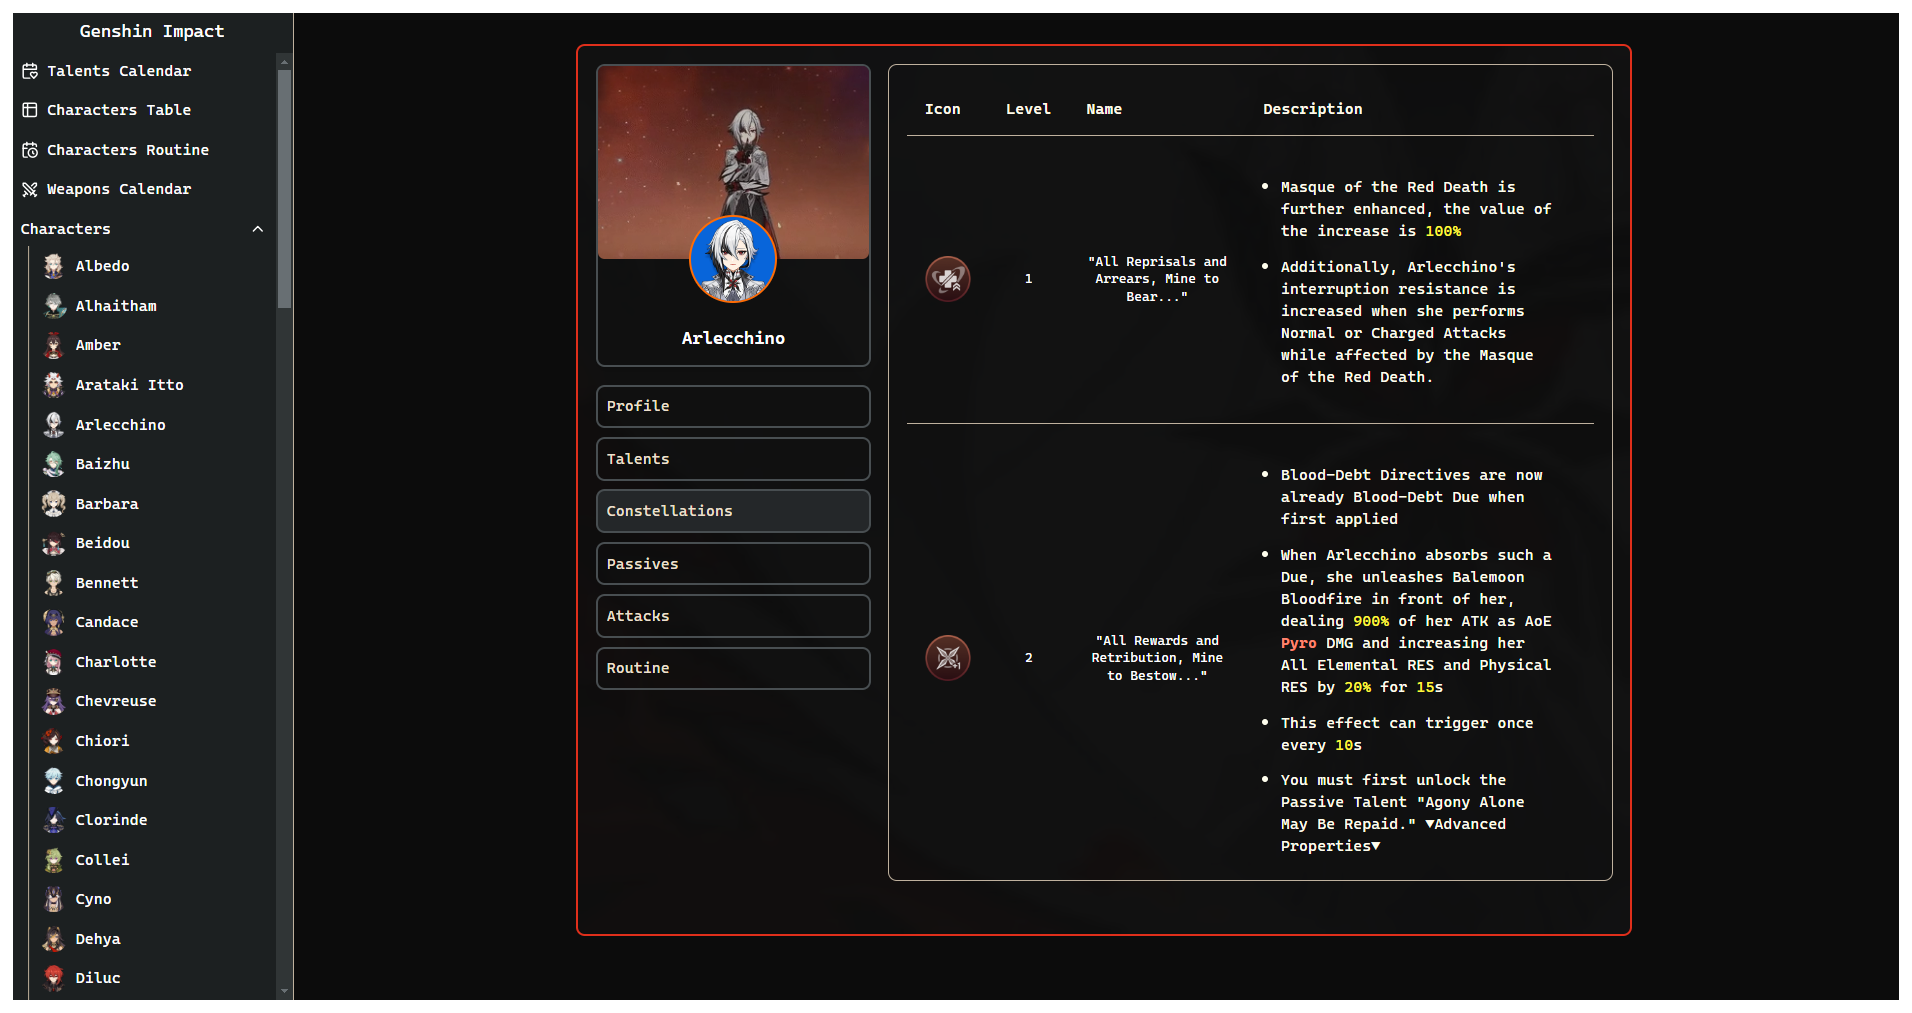 Genshin Impact
Talents Calendar
Characters Table
Characters Routine
Weapons Calendar
Characters
Albedo
Alhaitham
Amber
Arataki Itto
Arlecchino
Baizhu
Barbara
Beidou
Bennett
Candace
Charlotte
Chevreuse
Chiori
Chongyun
Clorinde
Collei
Cyno
Dehya
Diluc
Arlecchino
Profile
Talents
Constellations
Passives
Attacks
Routine
Icon Level Name Description
1
"All Reprisals and
Arrears, Mine to
Bear..."
• Masque of the Red Death is
further enhanced, the value of
the increase is 100%
• Additionally, Arlecchino's
interruption resistance is
increased when she performs
Normal or Charged Attacks
while affected by the Masque
of the Red Death.
+1
2
"All Rewards and
Retribution, Mine
to Bestow..."
• Blood-Debt Directives are now
already Blood-Debt Due when
first applied
• When Arlecchino absorbs such a
Due, she unleashes Balemoon
Bloodfire in front of her,
dealing 900% of her ATK as AoE
Pyro DMG and increasing her
All Elemental RES and Physical
RES by 20% for 15s
• This effect can trigger once
every 10s
• You must first unlock the
Passive Talent "Agony Alone
May Be Repaid." ▼Advanced
Properties▼